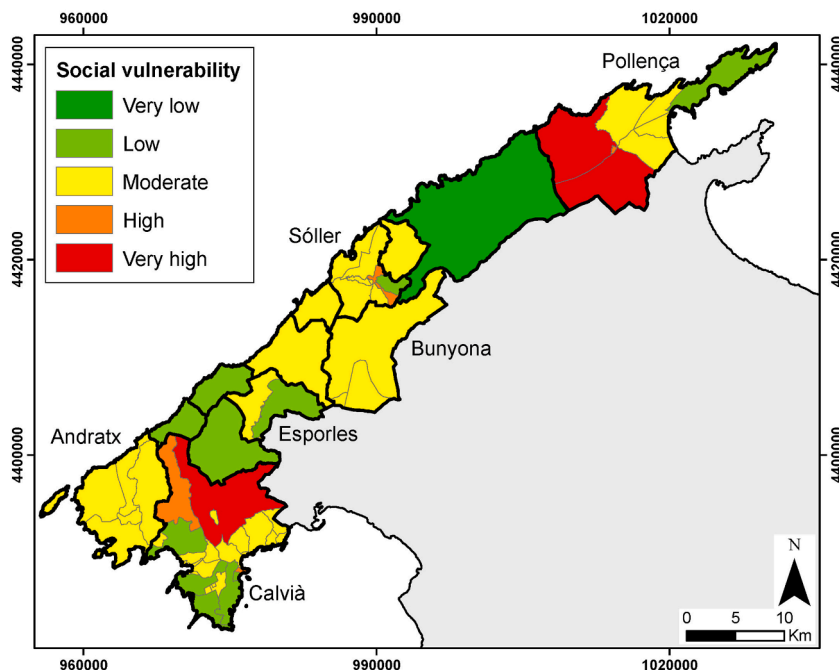 960000 990000 1020000
4440000 4440000
Social vulnerability
Very low
Low
Moderate
High
Very high
Pollença
Sóller
4420000 4420000
Bunyona
Andratx
Esporles
4400000 4400000
Calvià
N
0 5 10
Km
960000 990000 1020000